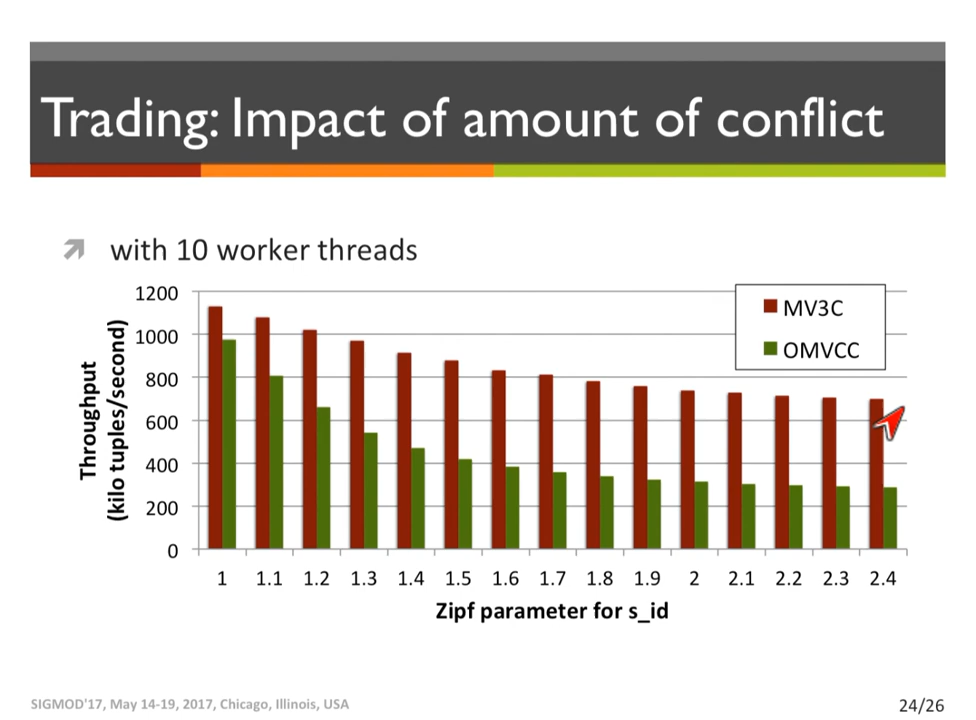 Trading: Impact of amount of conflict
with 10 worker threads
1200
1000
800
600
400
200
0
Throughput
(kilo tuples/second)
MV3C
OMVCC
1 1.1 1.2 1.3 1.4 1.5 1.6 1.7 1.8 1.9 2 2.1 2.2 2.3 2.4
Zipf parameter for s_id
SIGMOD'17, May 14-19, 2017, Chicago, Illinois, USA
24/26